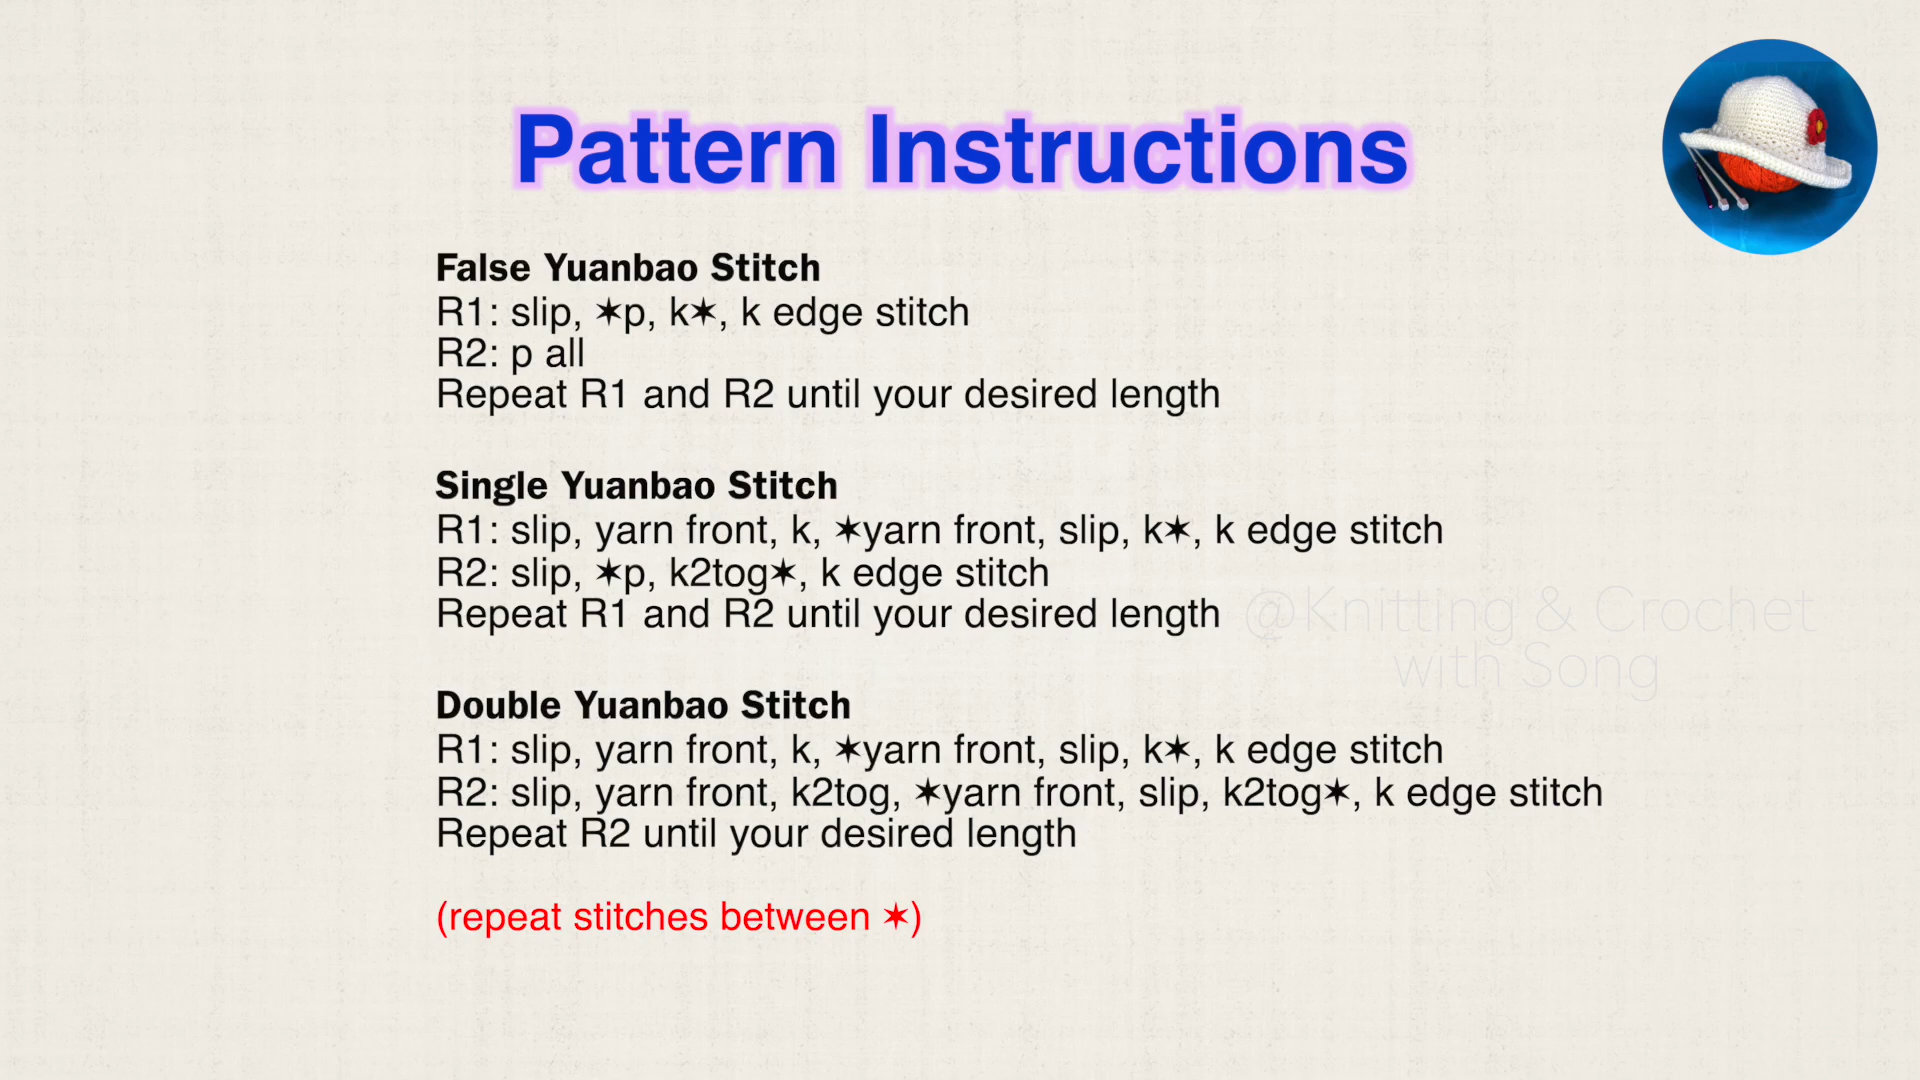 Pattern Instructions
False Yuanbao Stitch
R1: slip, ✶p, k✶, k edge stitch
R2: p all
Repeat R1 and R2 until your desired length
Single Yuanbao Stitch
R1: slip, yarn front, k, ✶yarn front, slip, k✶, k edge stitch
R2: slip, ✶p, k2tog✶, k edge stitch
Repeat R1 and R2 until your desired length
@Knitting & Crochet
with Song
Double Yuanbao Stitch
R1: slip, yarn front, k, ✶yarn front, slip, k✶, k edge stitch
R2: slip, yarn front, k2tog, ✶yarn front, slip, k2tog✶, k edge stitch
Repeat R2 until your desired length
(repeat stitches between ✶)